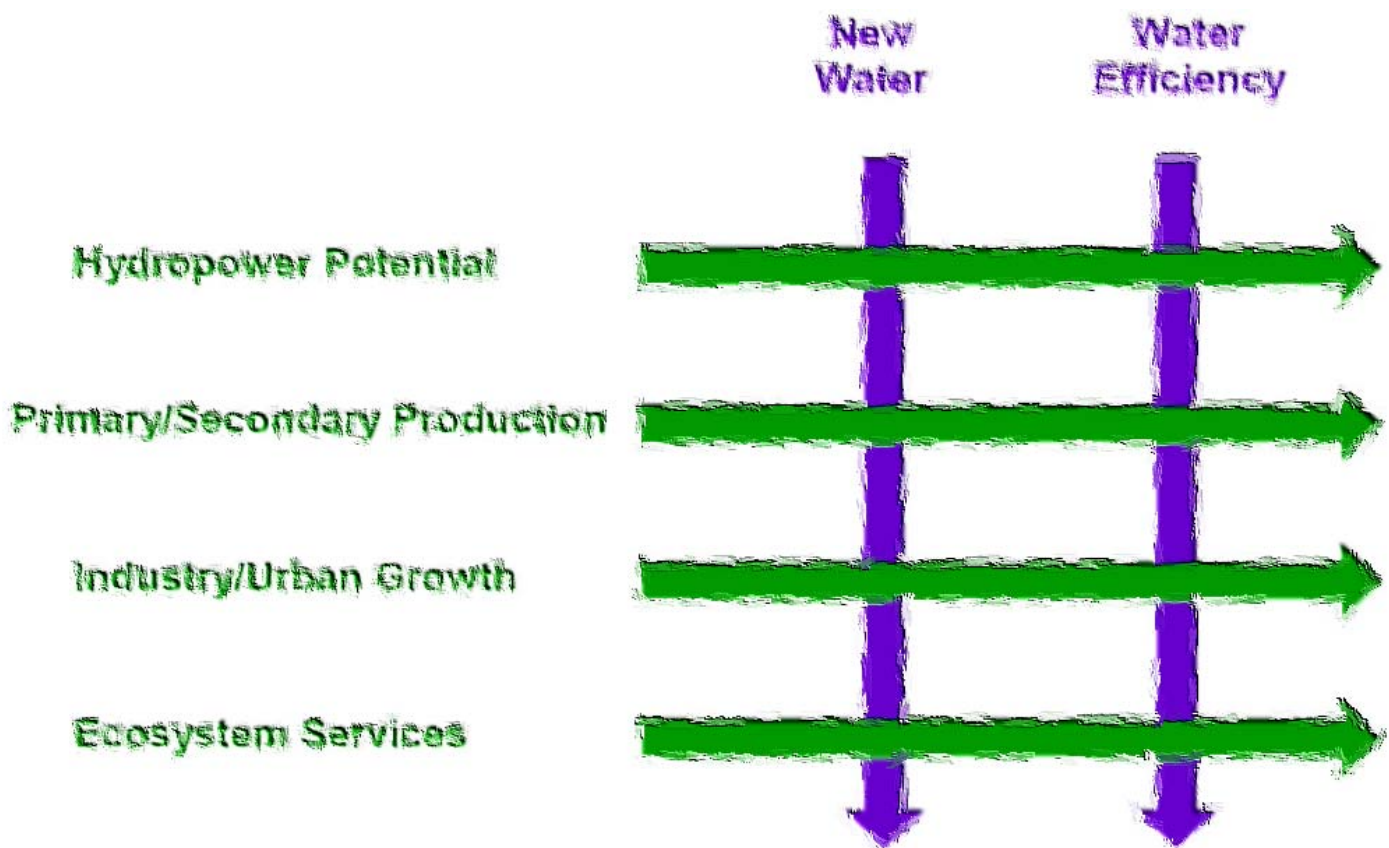 New
Water
Water
Efficiency
Hydropower Potential
Primary/Secondary Production
Industry/Urban Growth
Ecosystem Services